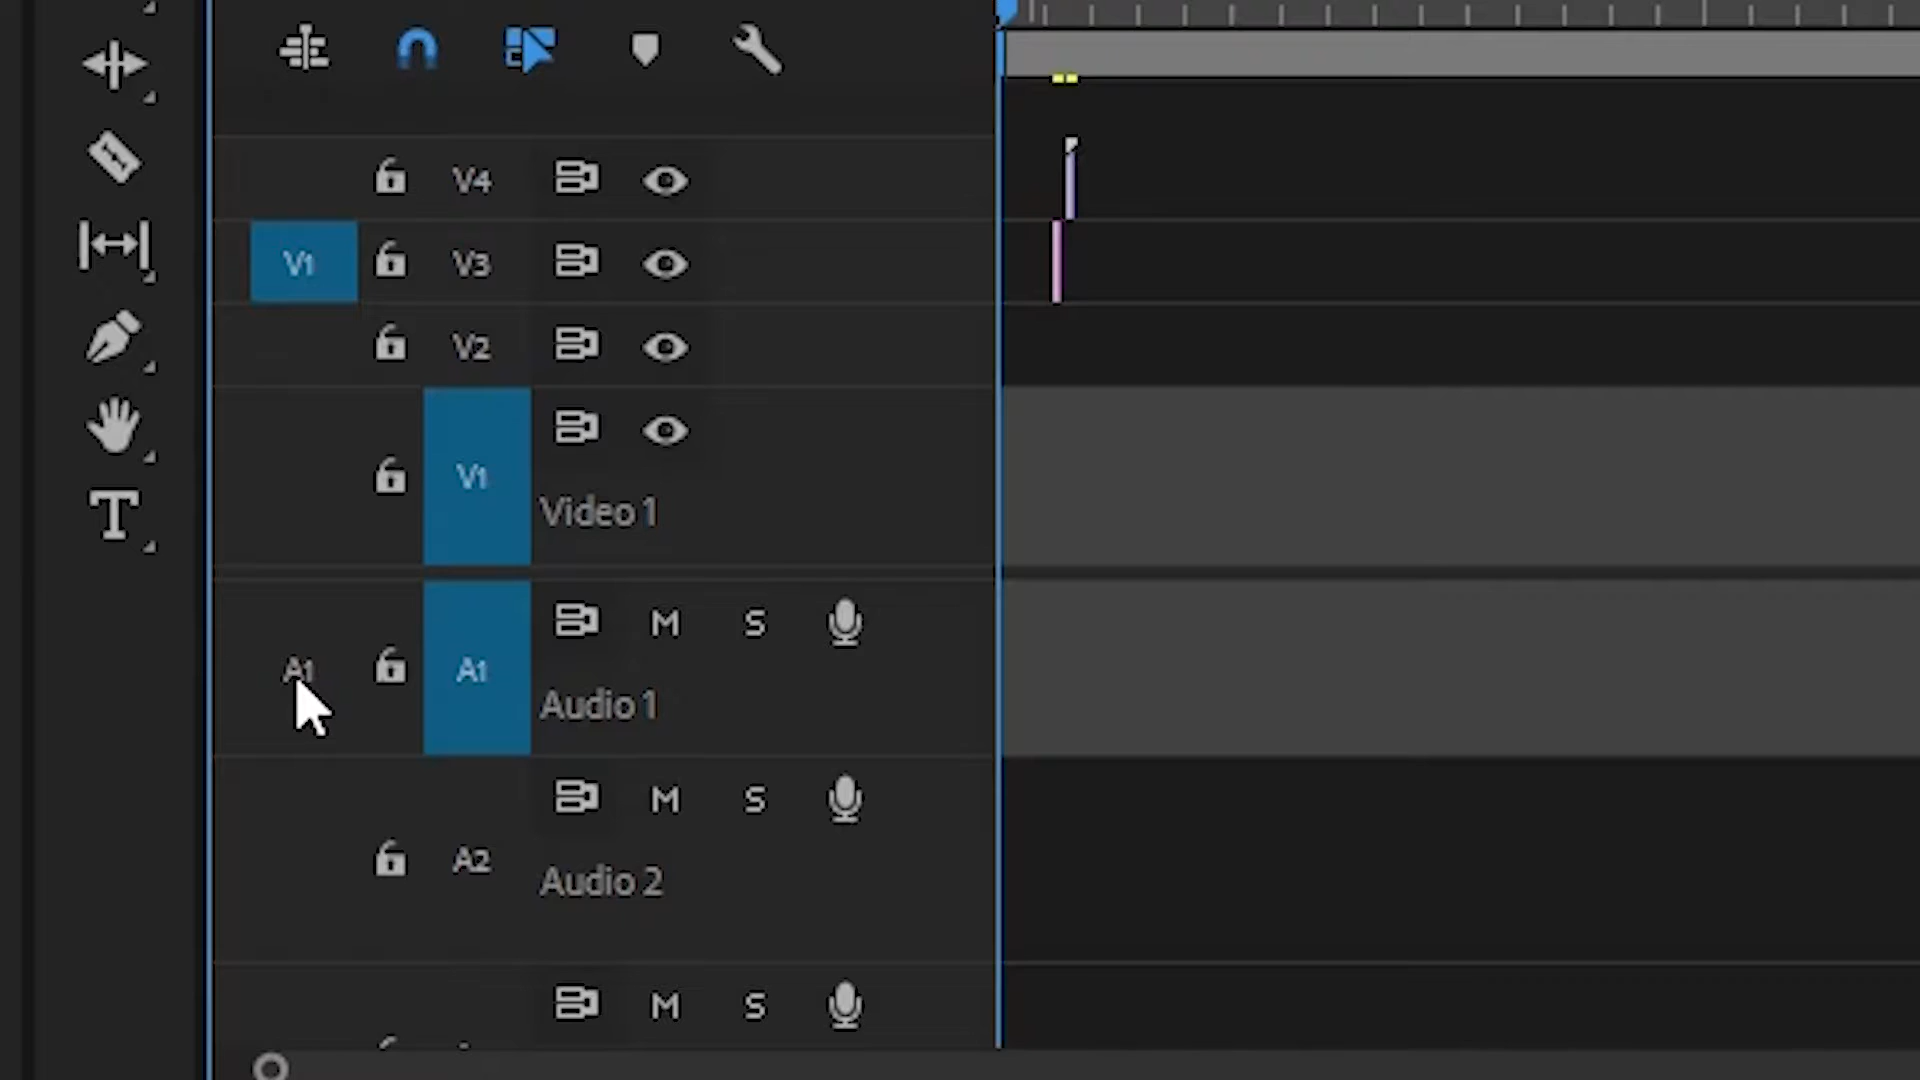 V4
V1 V3
V2
V1
Video 1
M S
A1 A1
Audio 1
M S
A2
Audio 2
M S